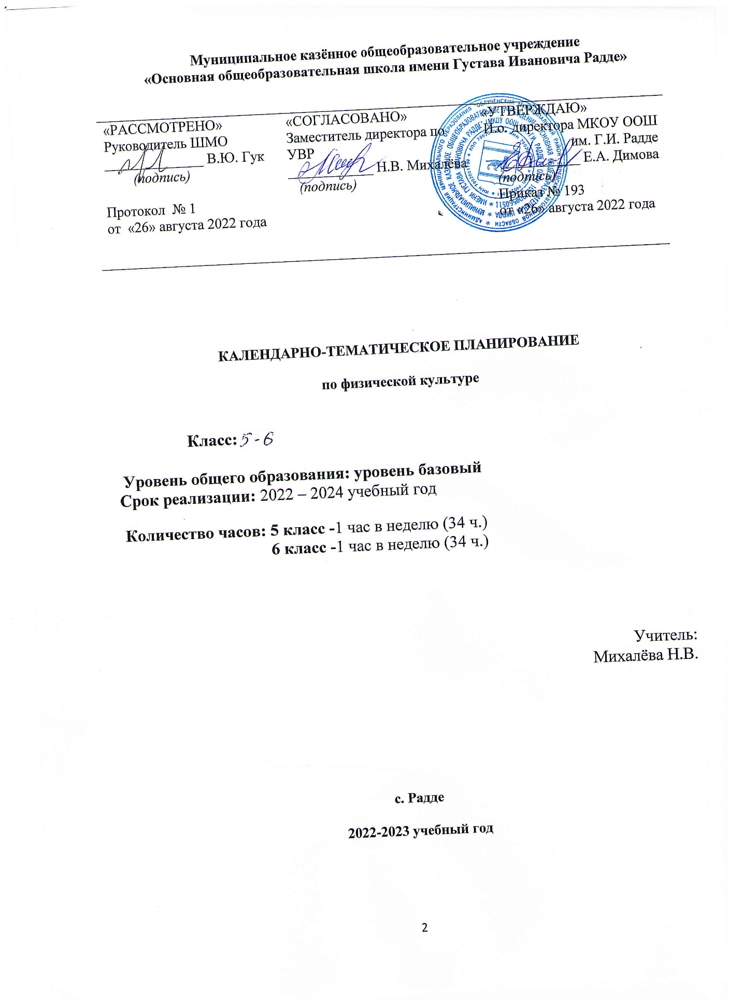 Муниципальное казённое общеобразовательное учреждение
«Основная общеобразовательная школа имени Густава Ивановича Радде»
«РАССМОТРЕНО»
Руководитель ШМО
В.Ю. Гук
(подпись)
Протокол № 1
от «26» августа 2022 года
«СОГЛАСОВАНО»
Заместитель директора по
УВР
Н.В. Михалёва
(подпись)
«УТВЕРЖДАЮ»
И.о. директора МКОУ ООШ
им. Г.И. Радде
Е.А. Димова
(подпись)
Приказ № 193
от «26» августа 2022 года
КАЛЕНДАРНО-ТЕМАТИЧЕСКОЕ ПЛАНИРОВАНИЕ
по физической культуре
Класс: 5 - 6
Уровень общего образования: уровень базовый
Срок реализации: 2022 – 2024 учебный год
Количество часов: 5 класс -1 час в неделю (34 ч.)
6 класс -1 час в неделю (34 ч.)
Учитель:
Михалёва Н.В.
с. Радде
2022-2023 учебный год
2